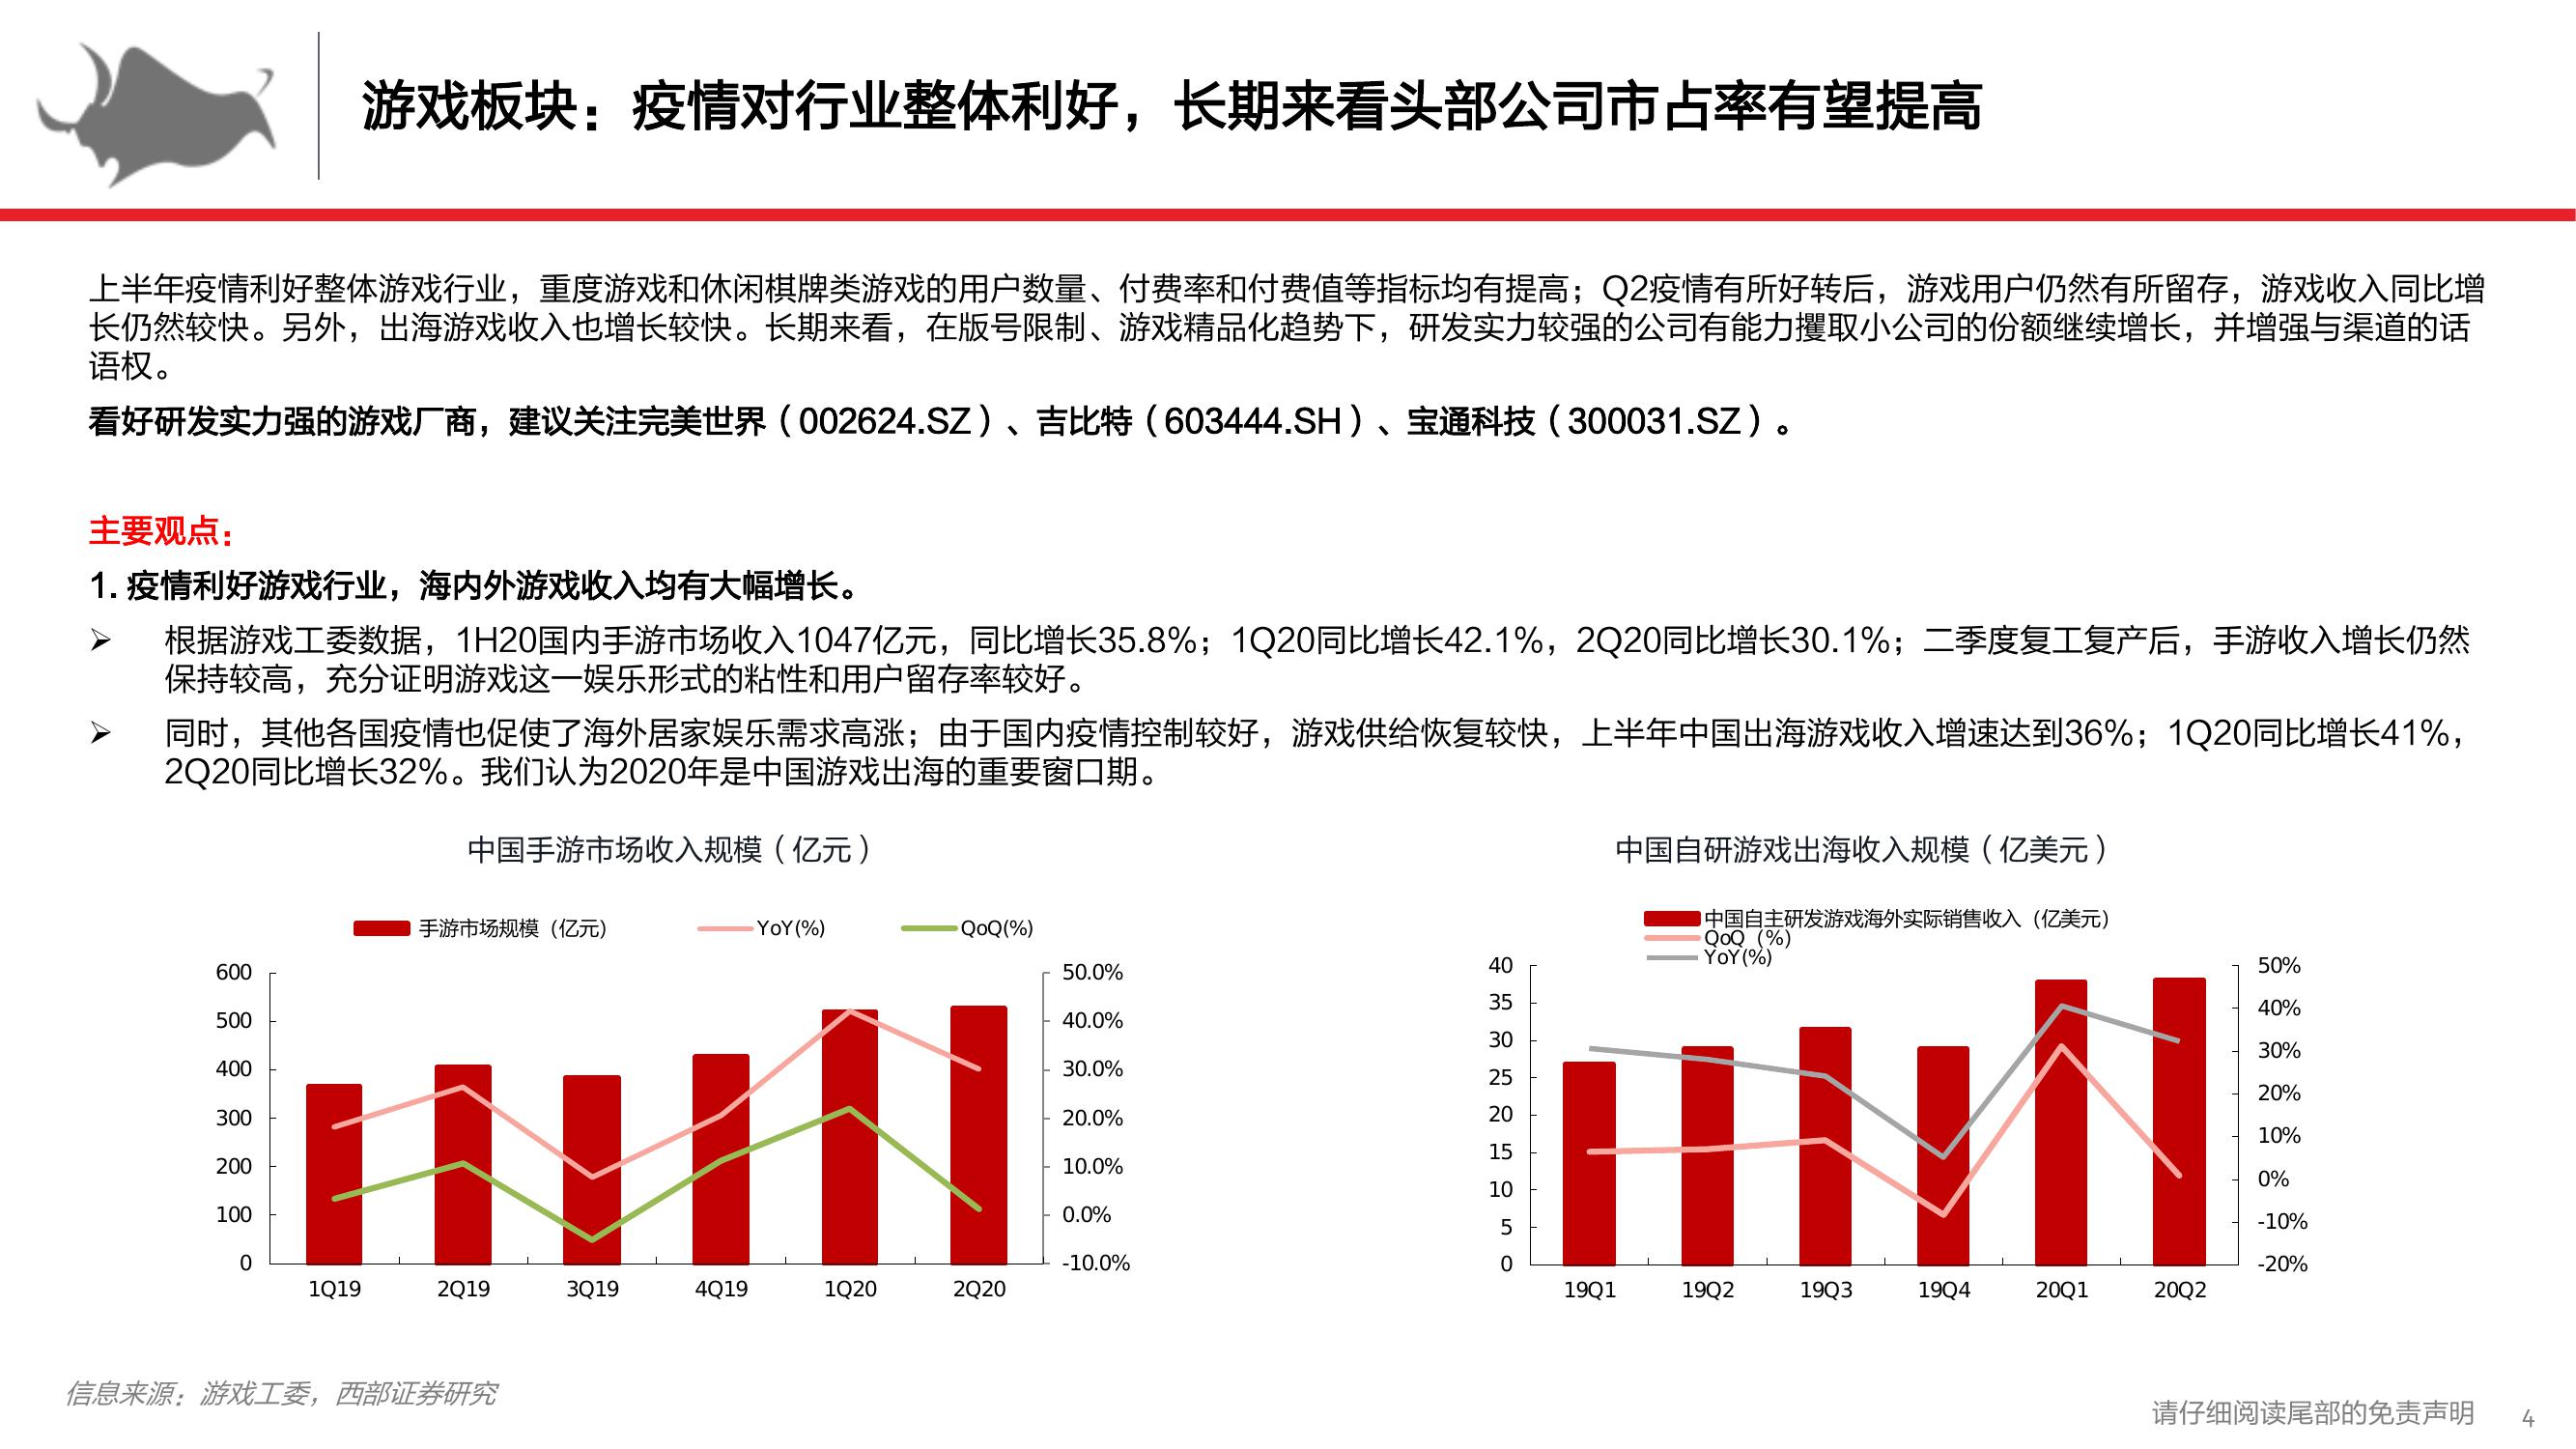 游戏板块：疫情对行业整体利好，长期来看头部公司市占率有望提高
上半年疫情利好整体游戏行业，重度游戏和休闲棋牌类游戏的用户数量、付费率和付费值等指标均有提高；Q2疫情有所好转后，游戏用户仍然有所留存，游戏收入同比增
长仍然较快。另外，出海游戏收入也增长较快。长期来看，在版号限制、游戏精品化趋势下，研发实力较强的公司有能力攫取小公司的份额继续增长，并增强与渠道的话
语权。
看好研发实力强的游戏厂商，建议关注完美世界（002624.SZ）、吉比特（603444.SH）、宝通科技（300031.SZ）。
主要观点：
1. 疫情利好游戏行业，海内外游戏收入均有大幅增长。
➢ 根据游戏工委数据，1H20国内手游市场收入1047亿元，同比增长35.8%；1Q20同比增长42.1%，2Q20同比增长30.1%；二季度复工复产后，手游收入增长仍然
保持较高，充分证明游戏这一娱乐形式的粘性和用户留存率较好。
➢ 同时，其他各国疫情也促使了海外居家娱乐需求高涨；由于国内疫情控制较好，游戏供给恢复较快，上半年中国出海游戏收入增速达到36%；1Q20同比增长41%，
2Q20同比增长32%。我们认为2020年是中国游戏出海的重要窗口期。
中国手游市场收入规模（亿元）
手游市场规模（亿元） YoY(%) QoQ(%)
600 50.0%
500 40.0%
400 30.0%
300 20.0%
200 10.0%
100 0.0%
0 -10.0%
1Q19 2Q19 3Q19 4Q19 1Q20 2Q20
中国自研游戏出海收入规模（亿美元）
中国自主研发游戏海外实际销售收入（亿美元）
QoQ（%）
YoY(%)
40 50%
35 40%
30 30%
25 20%
20 10%
15 0%
10 -10%
5 -20%
0
19Q1 19Q2 19Q3 19Q4 20Q1 20Q2
信息来源：游戏工委，西部证券研究
请仔细阅读尾部的免责声明 4